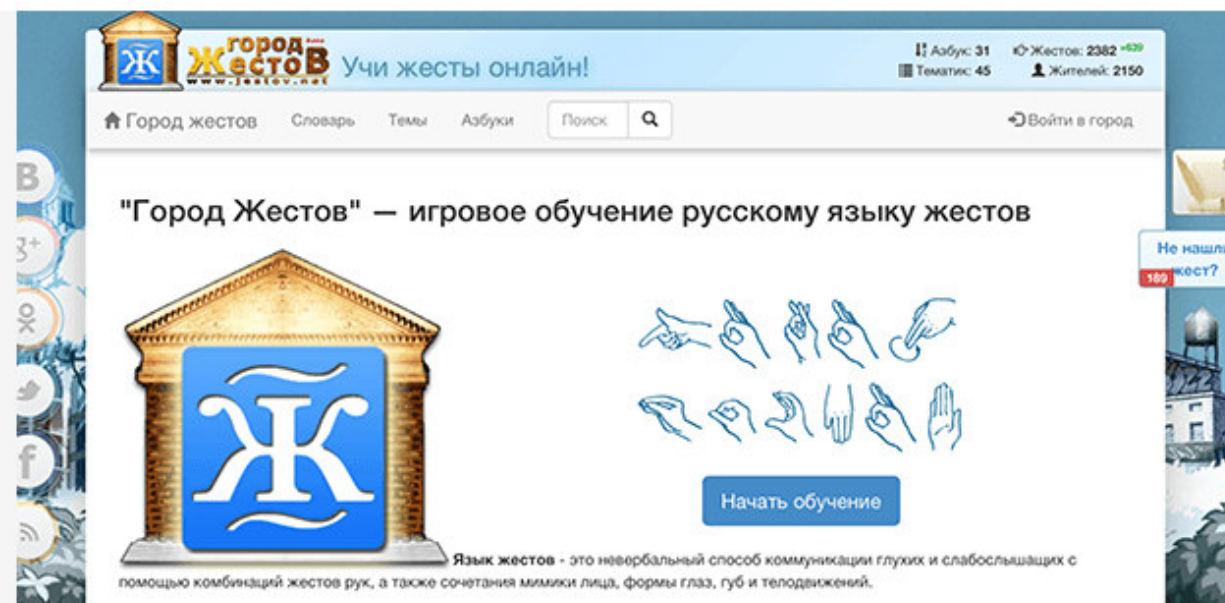 город
Жестов
www.jestov.net
Учи жесты онлайн!
Азбук: 31
Жестов: 2382 +639
Тематик: 45
Жителей: 2150
Город жестов
Словарь
Темы
Азбуки
Поиск
Войти в город
"Город Жестов" — игровое обучение русскому языку жестов
Не нашли
жест?
189
Ж
Начать обучение
Язык жестов - это невербальный способ коммуникации глухих и слабослышащих с
помощью комбинаций жестов рук, а также сочетания мимики лица, формы глаз, губ и телодвижений.